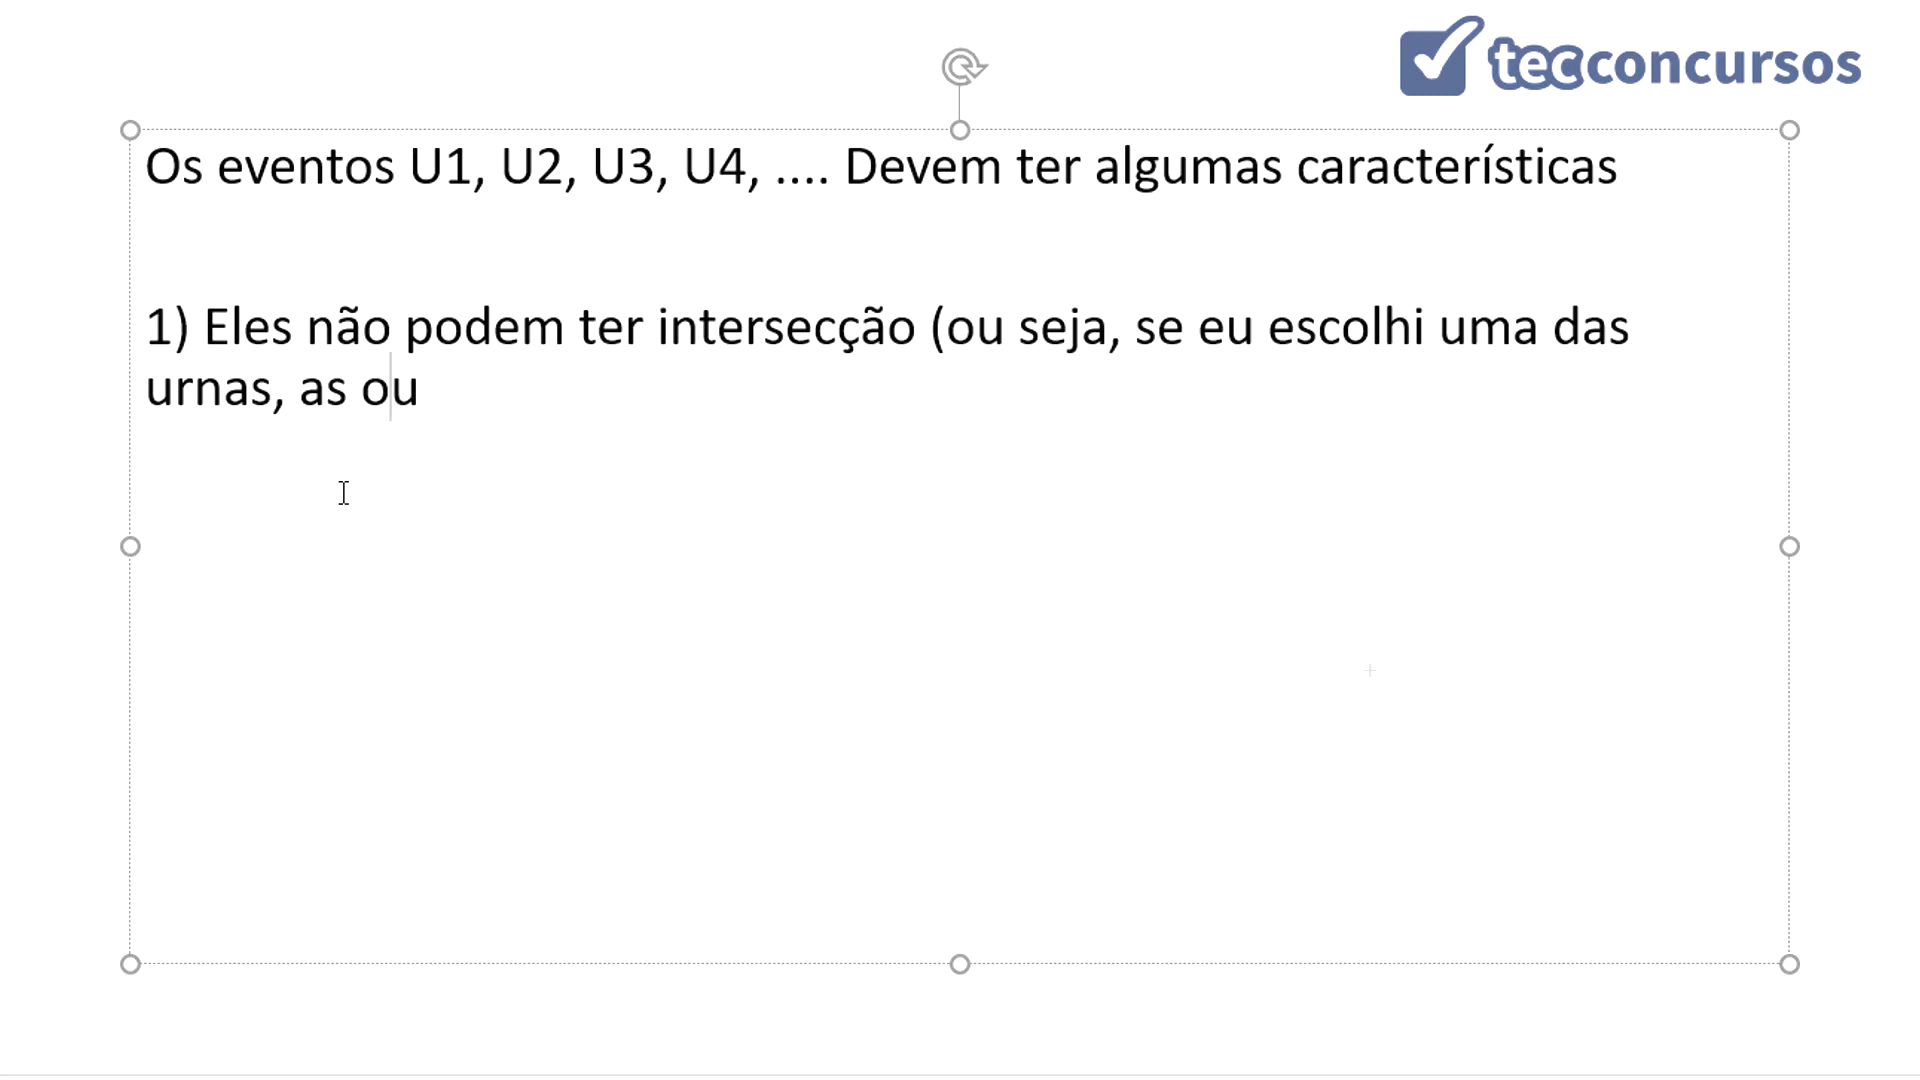 tecconcursos
Os eventos U1, U2, U3, U4, .... Devem ter algumas características
1) Eles não podem ter intersecção (ou seja, se eu escolhi uma das
urnas, as ou